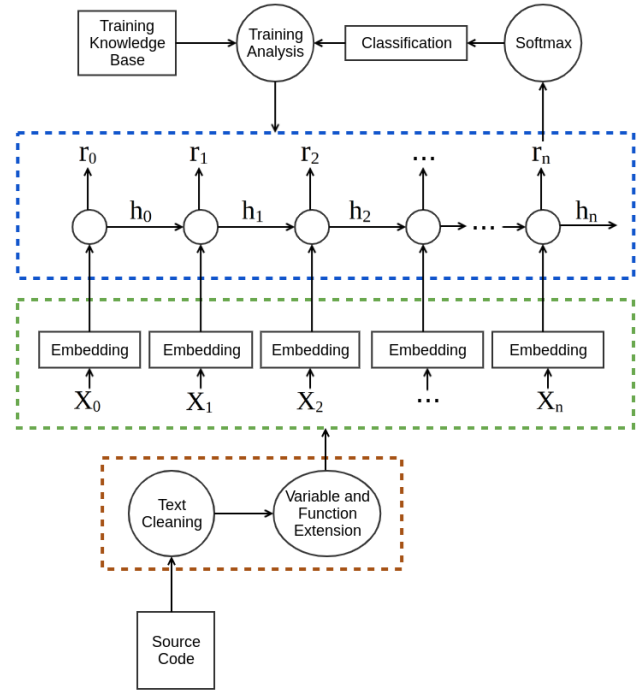 Training
Knowledge
Base
Training
Analysis
Classification
Softmax
r0 r1 r2 ... rn
h0 h1 h2 ... hn
Embedding Embedding Embedding Embedding Embedding
X0 X1 X2 ... Xn
Text
Cleaning
Variable and
Function
Extension
Source
Code